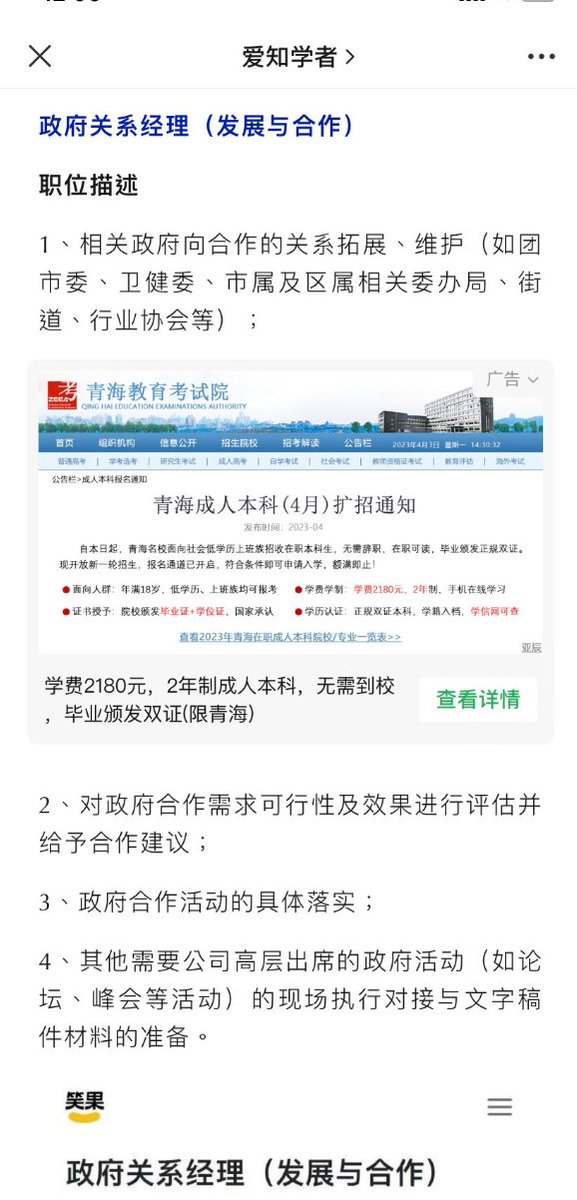 爱知学者
政府关系经理（发展与合作）
职位描述
1、相关政府向合作的关系拓展、维护（如团
市委、卫健委、市属及区属相关委办局、街
道、行业协会等）；
广告
青海教育考试院
QING HAI EDUCATION EXAMINATIONS AUTHORITY
首页 组织机构 信息公开 招生院校 招考解读 公告栏 2023年4月3日 星期一 14:30:32
普通高考 | 学考选考 | 研究生考试 | 成人高考 | 自学考试 | 社会考试 | 教师资格证考试 | 教育评估 | 海外考试
公告栏>成人本科报名通知
青海成人本科(4月)扩招通知
发布时间：2023-04
自本日起，青海名校面向社会低学历上班族招收在职本科生，无需辞职，在职可读，毕业颁发正规双证。
现开放新一轮招生，报名通道已开启，符合条件即可申请入学，额满即止！
●面向人群：年满18岁，低学历、上班族均可报考 ●学费学制：学费2180元，2年制，手机在线学习
●证书授予：院校颁发毕业证+学位证，国家承认 ●学历认证：正规双证本科，学籍入档，学信网可查
查看2023年青海在职成人本科院校/专业一览表>>
亚辰
学费2180元，2年制成人本科，无需到校
，毕业颁发双证(限青海)
查看详情
2、对政府合作需求可行性及效果进行评估并
给予合作建议；
3、政府合作活动的具体落实；
4、其他需要公司高层出席的政府活动（如论
坛、峰会等活动）的现场执行对接与文字稿
件材料的准备。
笑果
政府关系经理（发展与合作）